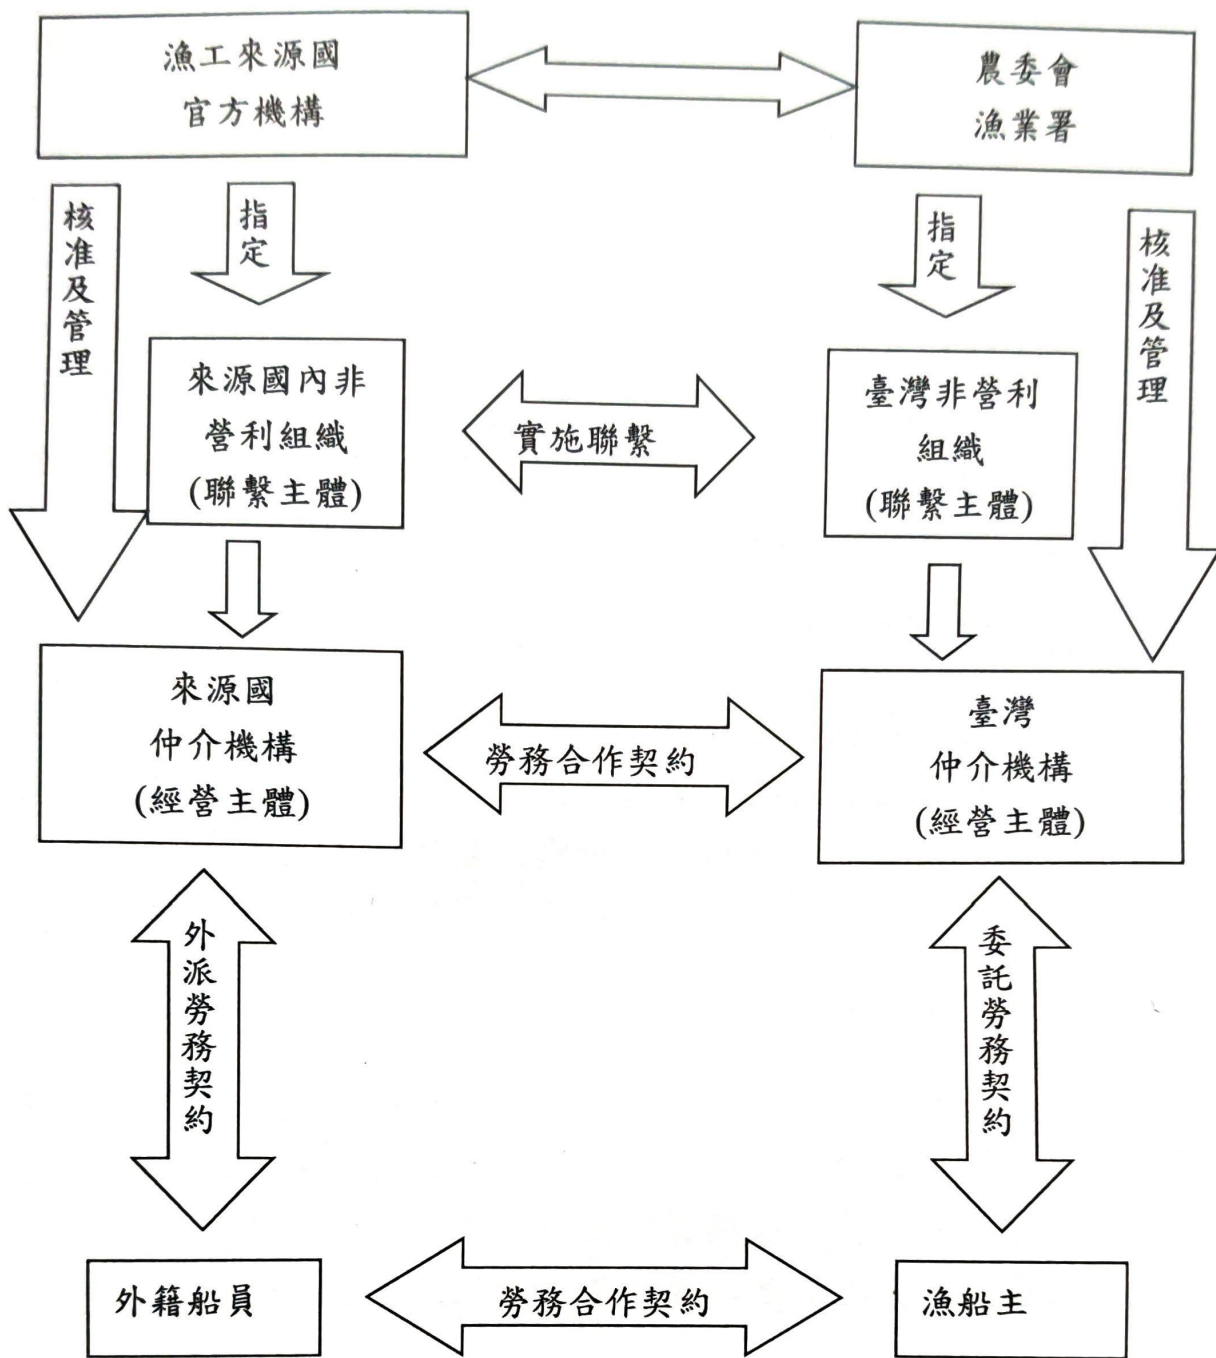 漁工來源國
官方機構
農委會
漁業署
核准及管理
指定
指定
核准及管理
來源國內非
營利組織
(聯繫主體)
實施聯繫
臺灣非營利
組織
(聯繫主體)
來源國
仲介機構
(經營主體)
勞務合作契約
臺灣
仲介機構
(經營主體)
外派勞務契約
委託勞務契約
外籍船員
勞務合作契約
漁船主